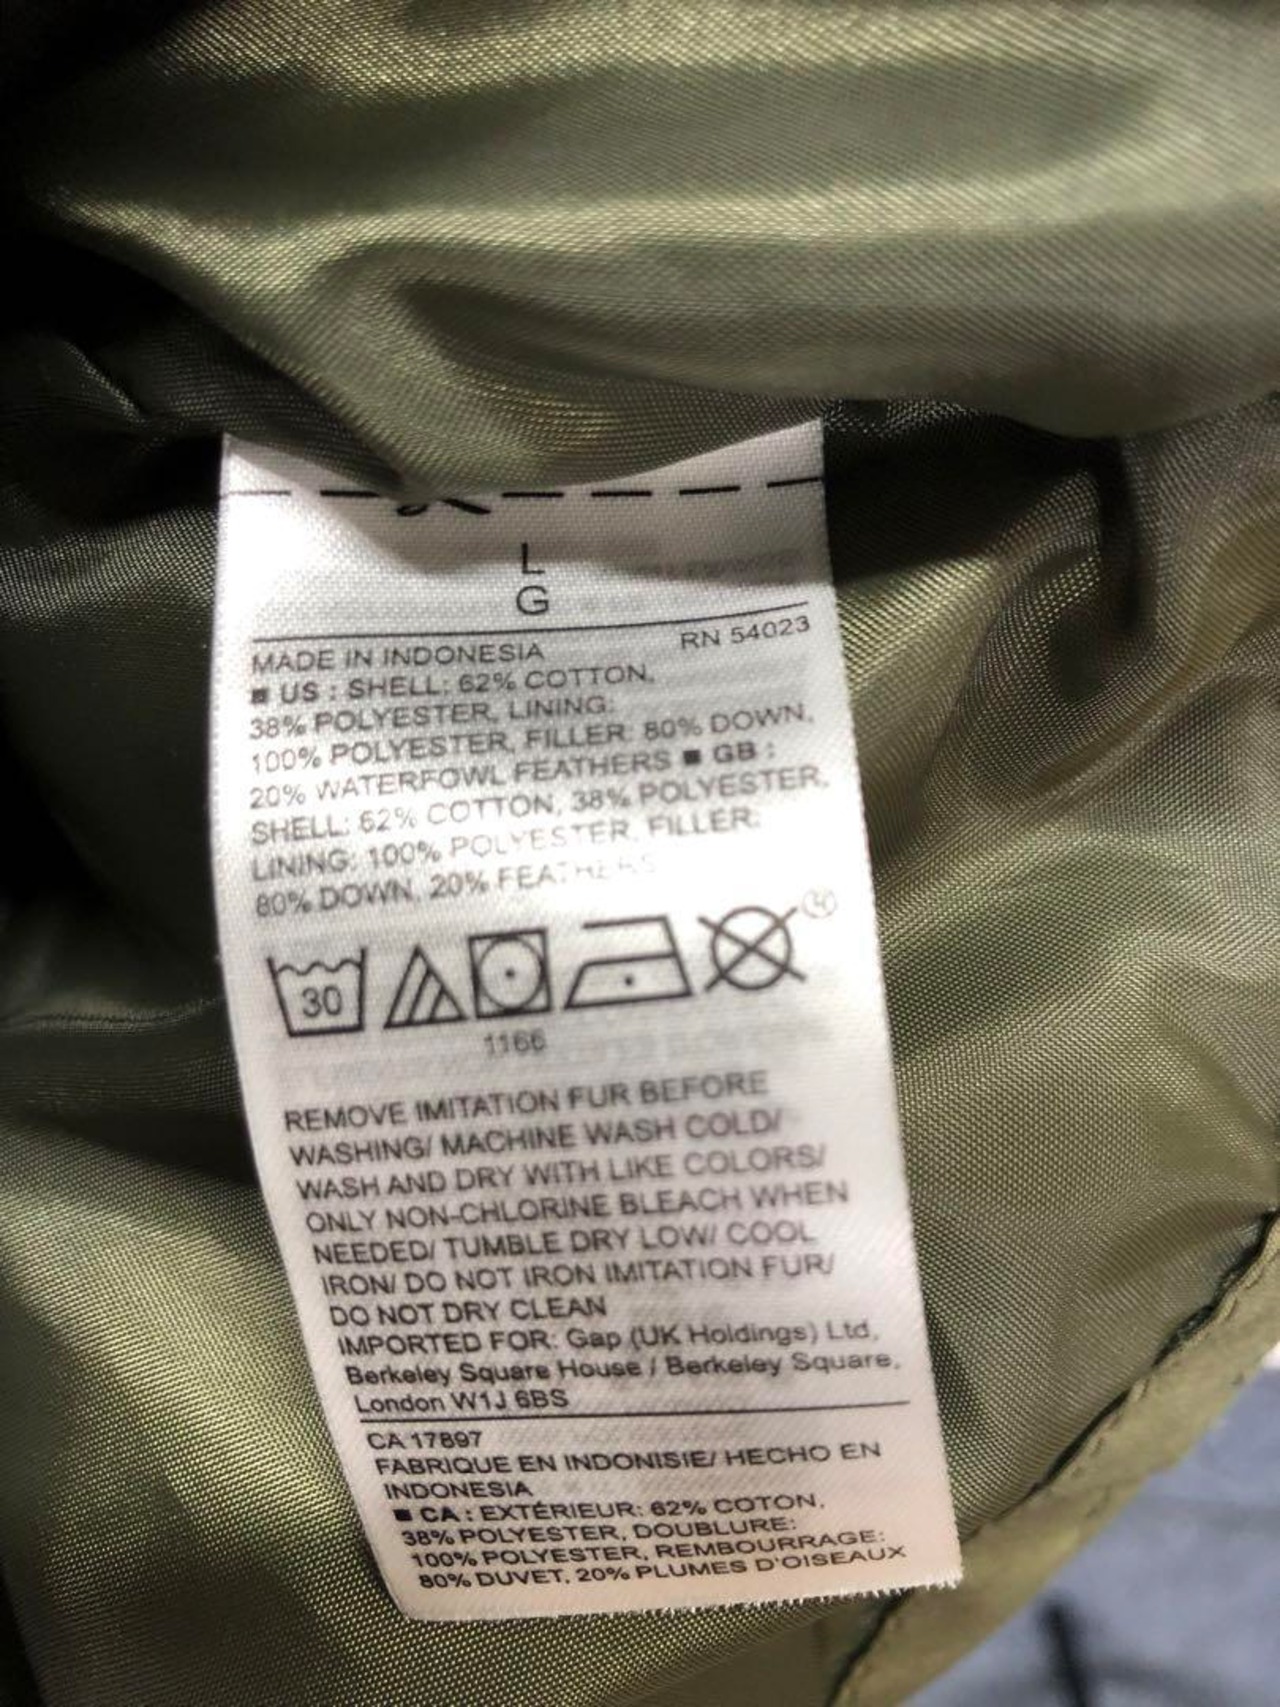 L
G
RN 54023
MADE IN INDONESIA
■ US : SHELL: 62% COTTON,
38% POLYESTER, LINING:
100% POLYESTER, FILLER: 80% DOWN,
20% WATERFOWL FEATHERS ■ GB :
SHELL: 62% COTTON, 38% POLYESTER,
LINING: 100% POLYESTER, FILLER:
80% DOWN, 20% FEATHERS
30
1166
REMOVE IMITATION FUR BEFORE
WASHING/ MACHINE WASH COLD/
WASH AND DRY WITH LIKE COLORS/
ONLY NON-CHLORINE BLEACH WHEN
NEEDED/ TUMBLE DRY LOW/ COOL
IRON/ DO NOT IRON IMITATION FUR/
DO NOT DRY CLEAN
IMPORTED FOR: Gap (UK Holdings) Ltd,
Berkeley Square House / Berkeley Square,
London W1J 6BS
CA 17897
FABRIQUE EN INDONISIE/ HECHO EN
INDONESIA
■ CA : EXTÉRIEUR: 62% COTON,
38% POLYESTER, DOUBLURE:
100% POLYESTER, REMBOURRAGE:
80% DUVET, 20% PLUMES D'OISEAUX